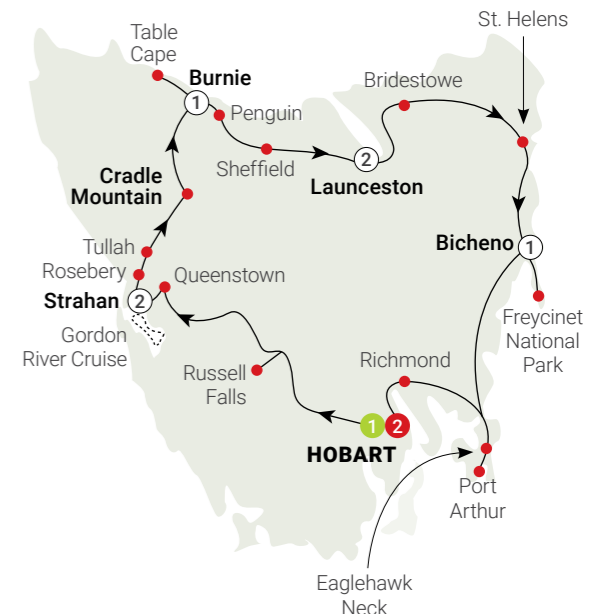 St. Helens
Table
Cape
Burnie
1
Penguin
Bridestowe
Sheffield
2
Launceston
Cradle
Mountain
Bicheno
1
Tullah
Rosebery
Queenstown
Strahan
2
Gordon
River Cruise
Freycinet
National
Park
Russell
Falls
Richmond
1
2
HOBART
Port
Arthur
Eaglehawk
Neck